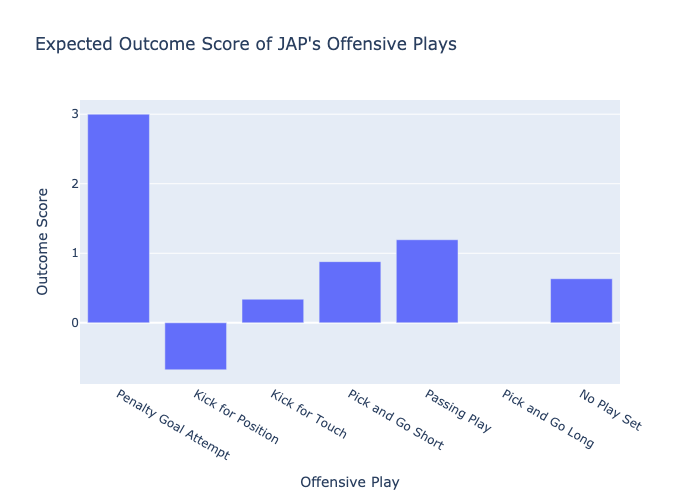 Expected Outcome Score of JAP's Offensive Plays
3
2
1
0
Outcome Score
Penalty Goal Attempt
Kick for Position
Kick for Touch
Pick and Go Short
Passing Play
Pick and Go Long
No Play Set
Offensive Play